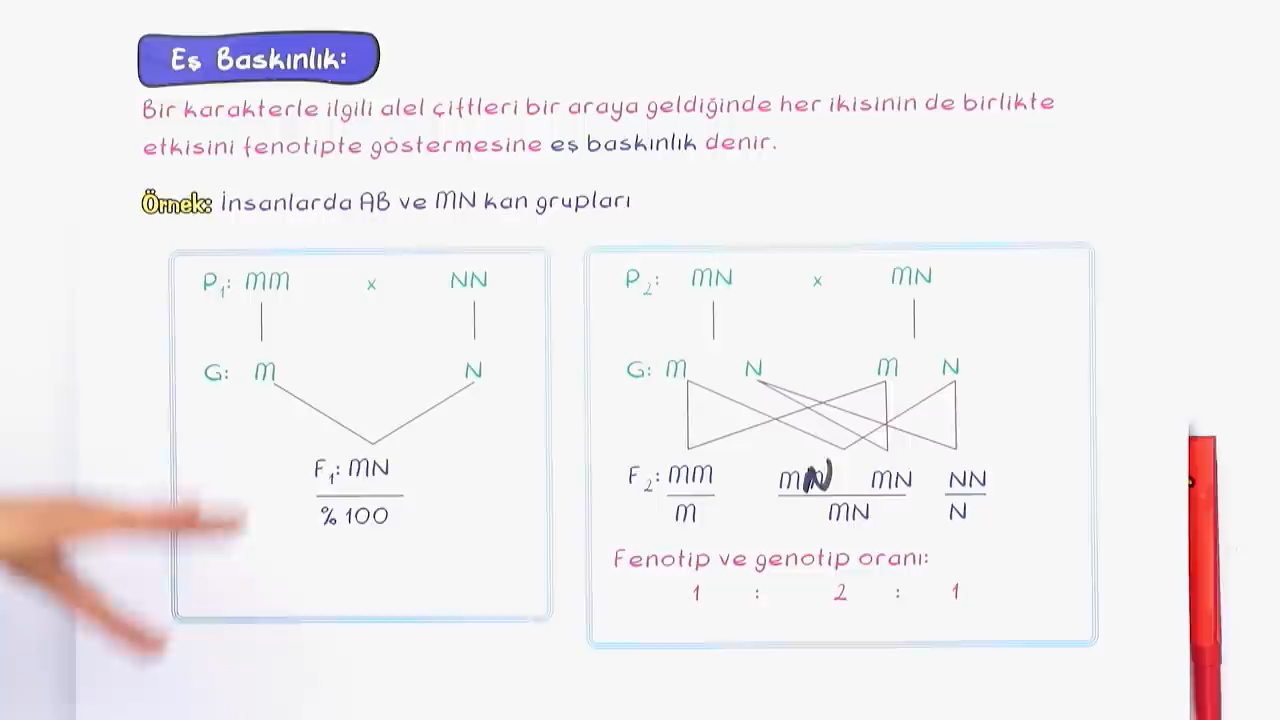 Eş Baskınlık:
Bir karakterle ilgili alel çiftleri bir araya geldiğinde her ikisinin de birlikte
etkisini fenotipte göstermesine eş baskınlık denir.
Örnek: İnsanlarda AB ve MN kan grupları
P1: MM x NN
G: M N
F1: MN
% 100
P2: MN x MN
G: M N M N
F2: MM MN MN NN
M MN N
Fenotip ve genotip oranı:
1 : 2 : 1